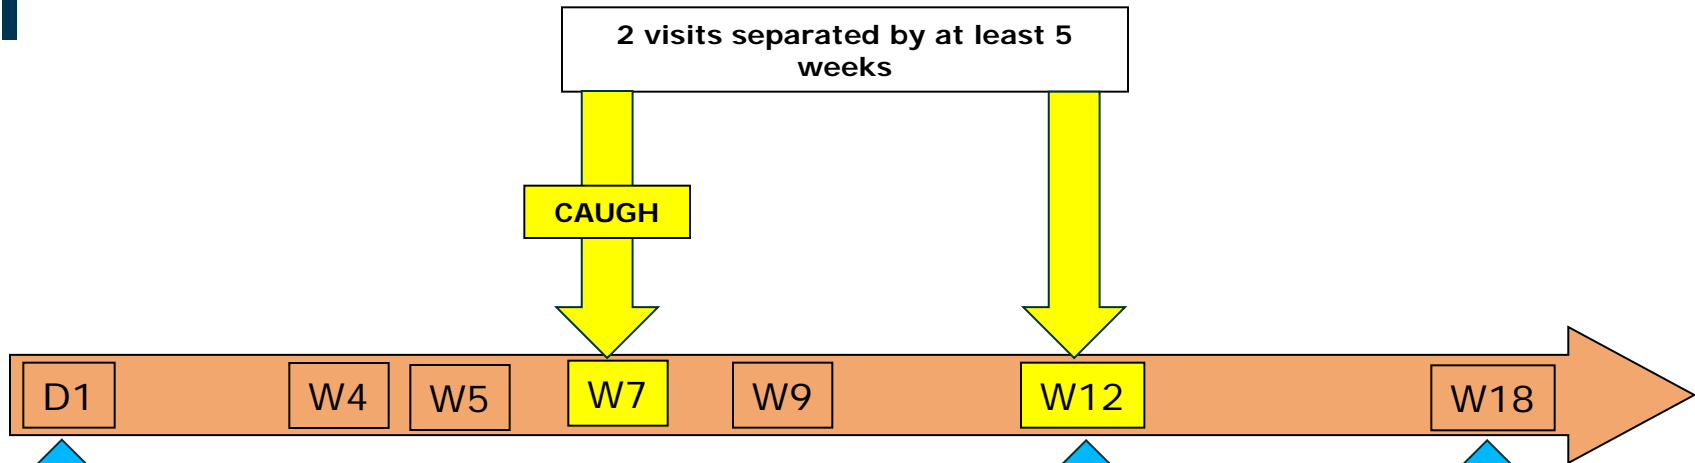 2 visits separated by at least 5
weeks
CAUGH
D1
W4
W5
W7
W9
W12
W18